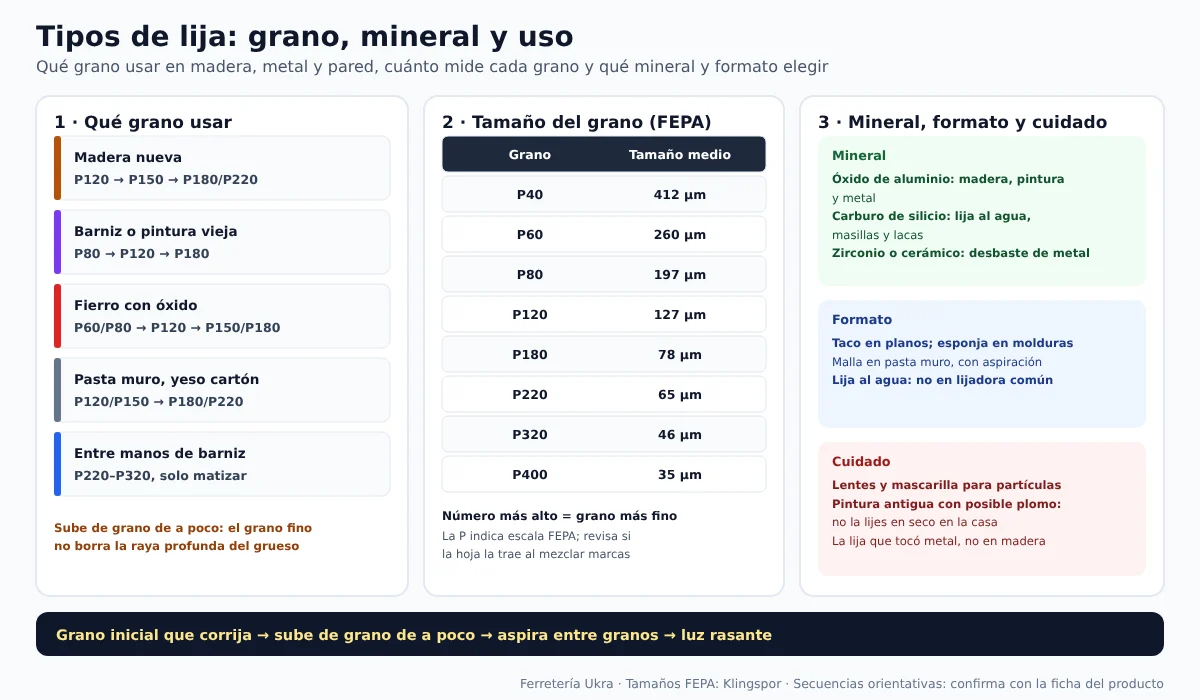 Tipos de lija: grano, mineral y uso
Qué grano usar en madera, metal y pared, cuánto mide cada grano y qué mineral y formato elegir
1 · Qué grano usar
Madera nueva
P120 → P150 → P180/P220
Barniz o pintura vieja
P80 → P120 → P180
Fierro con óxido
P60/P80 → P120 → P150/P180
Pasta muro, yeso cartón
P120/P150 → P180/P220
Entre manos de barniz
P220–P320, solo matizar
Sube de grano de a poco: el grano fino
no borra la raya profunda del grueso
2 · Tamaño del grano (FEPA)
Grano Tamaño medio
P40 412 µm
P60 260 µm
P80 197 µm
P120 127 µm
P180 78 µm
P220 65 µm
P320 46 µm
P400 35 µm
Número más alto = grano más fino
La P indica escala FEPA; revisa si
la hoja la trae al mezclar marcas
3 · Mineral, formato y cuidado
Mineral
Óxido de aluminio: madera, pintura
y metal
Carburo de silicio: lija al agua,
masillas y lacas
Zirconio o cerámico: desbaste de metal
Formato
Taco en planos; esponja en molduras
Malla en pasta muro, con aspiración
Lija al agua: no en lijadora común
Cuidado
Lentes y mascarilla para partículas
Pintura antigua con posible plomo:
no la lijes en seco en la casa
La lija que tocó metal, no en madera
Grano inicial que corrija → sube de grano de a poco → aspira entre granos → luz rasante
Ferretería Ukra · Tamaños FEPA: Klingspor · Secuencias orientativas: confirma con la ficha del producto